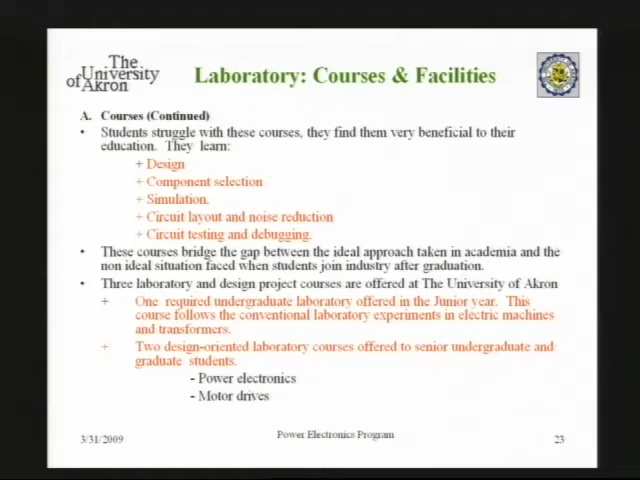 The
University
of Akron
Laboratory: Courses & Facilities
A. Courses (Continued)
• Students struggle with these courses, they find them very beneficial to their
education. They learn:
+ Design
+ Component selection
+ Simulation.
+ Circuit layout and noise reduction
+ Circuit testing and debugging.
• These courses bridge the gap between the ideal approach taken in academia and the
non ideal situation faced when students join industry after graduation.
• Three laboratory and design project courses are offered at The University of Akron
+ One required undergraduate laboratory offered in the Junior year. This
course follows the conventional laboratory experiments in electric machines
and transformers.
+ Two design-oriented laboratory courses offered to senior undergraduate and
graduate students.
- Power electronics
- Motor drives
3/31/2009
Power Electronics Program
23